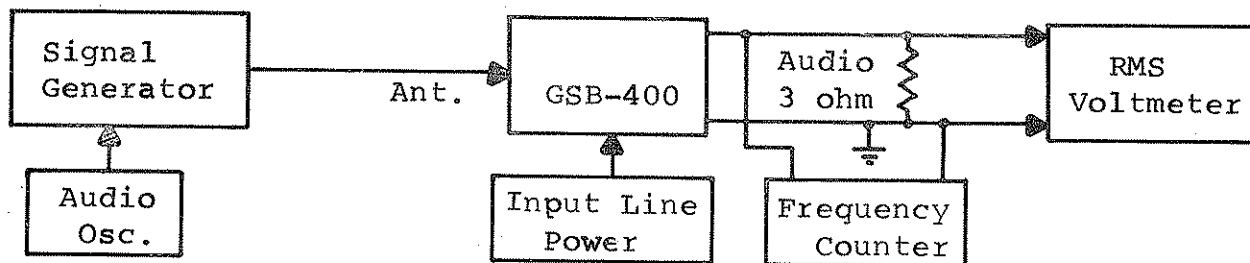 Signal
Generator
Ant.
GSB-400
Audio
3 ohm
RMS
Voltmeter
Audio
Osc.
Input Line
Power
Frequency
Counter